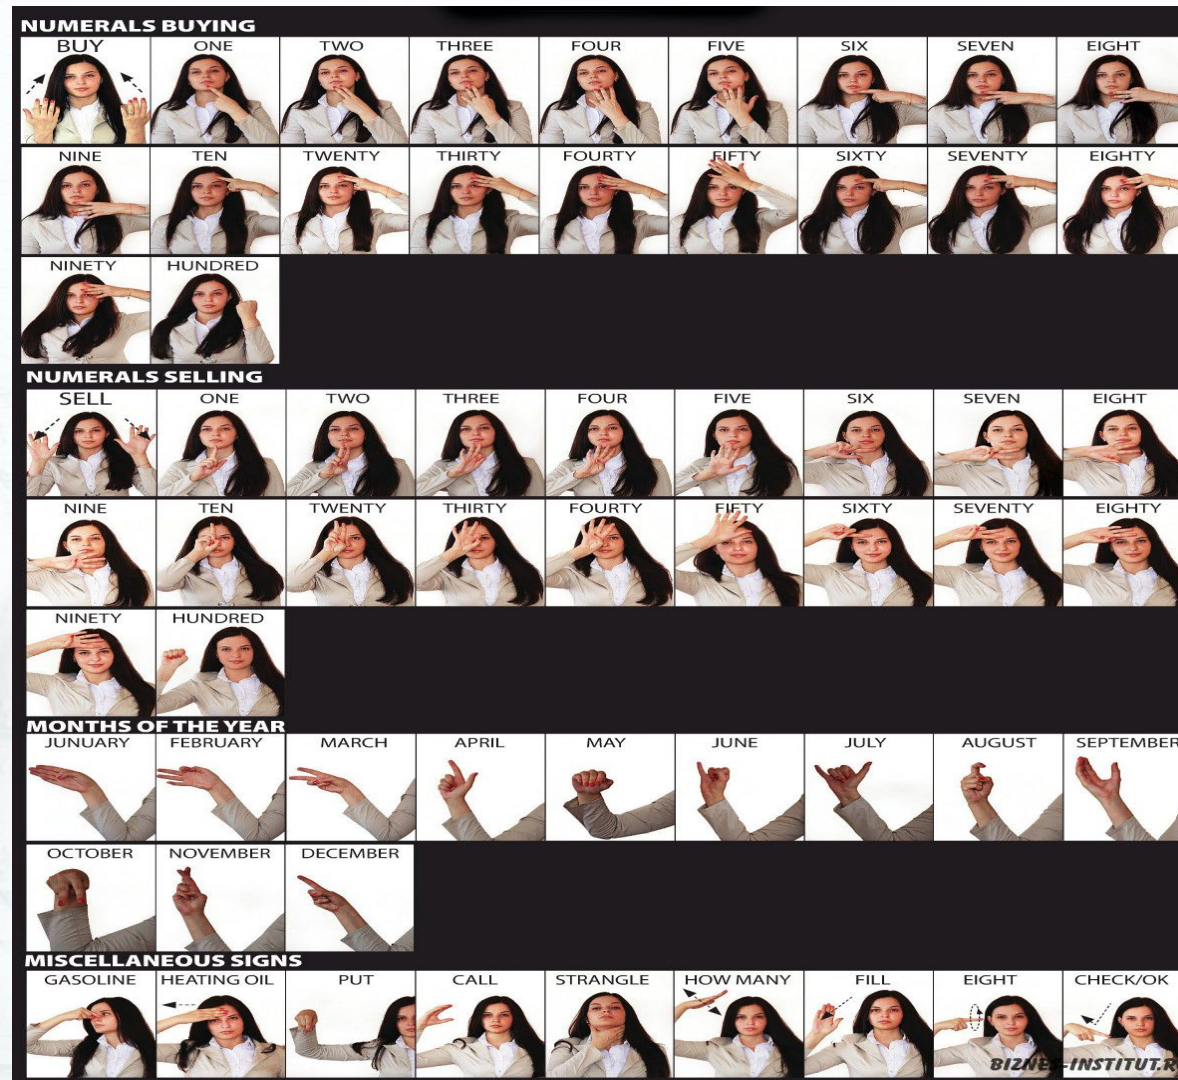 NUMERALS BUYING
BUY ONE TWO THREE FOUR FIVE SIX SEVEN EIGHT
NINE TEN TWENTY THIRTY FOURTY FIFTY SIXTY SEVENTY EIGHTY
NINETY HUNDRED
NUMERALS SELLING
SELL ONE TWO THREE FOUR FIVE SIX SEVEN EIGHT
NINE TEN TWENTY THIRTY FOURTY FIFTY SIXTY SEVENTY EIGHTY
NINETY HUNDRED
MONTHS OF THE YEAR
JUNUARY FEBRUARY MARCH APRIL MAY JUNE JULY AUGUST SEPTEMBER
OCTOBER NOVEMBER DECEMBER
MISCELLANEOUS SIGNS
GASOLINE HEATING OIL PUT CALL STRANGLE HOW MANY FILL EIGHT CHECK/OK
BIZNES-INSTITUT.R